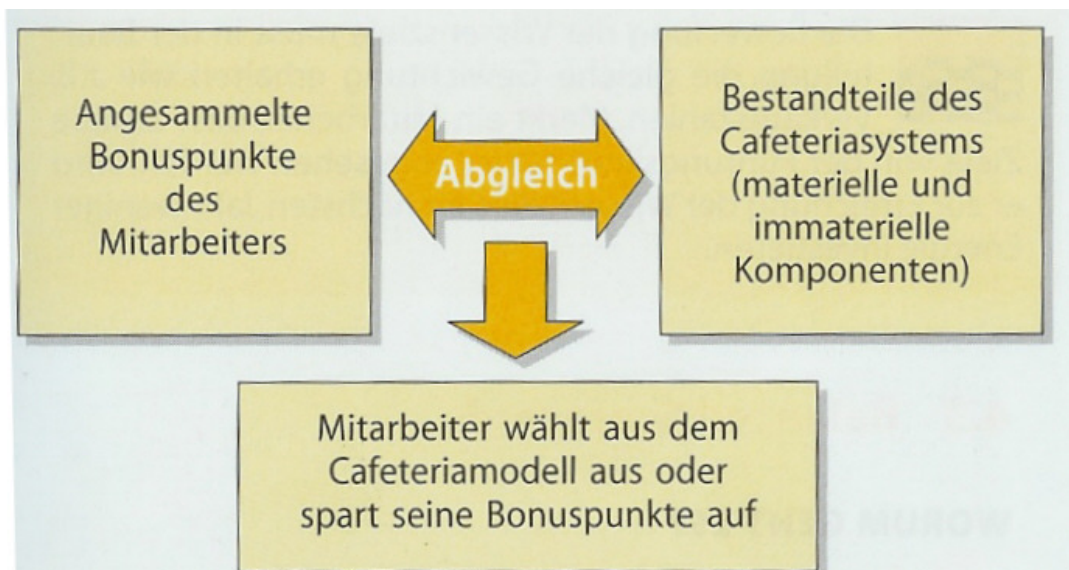 Angesammelte
Bonuspunkte
des
Mitarbeiters
Abgleich
Bestandteile des
Cafeteriasystems
(materielle und
immaterielle
Komponenten)
Mitarbeiter wählt aus dem
Cafeteriamodell aus oder
spart seine Bonuspunkte auf